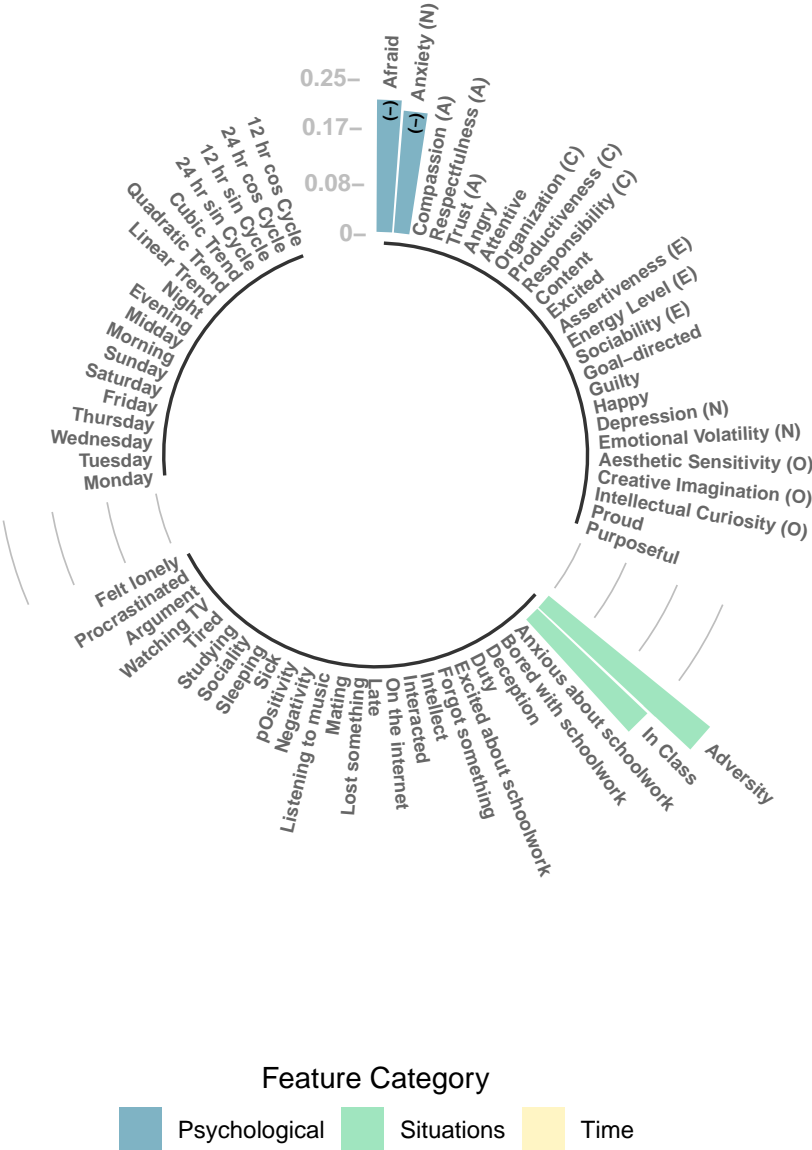 0.25–
0.17–
0.08–
0–
Afraid
(−)
Anxiety (N)
(−)
Compassion (A)
Respectfulness (A)
Trust (A)
Angry
Attentive
Organization (C)
Productiveness (C)
Responsibility (C)
Content
Excited
Assertiveness (E)
Energy Level (E)
Sociability (E)
Goal−directed
Guilty
Happy
Depression (N)
Emotional Volatility (N)
Aesthetic Sensitivity (O)
Creative Imagination (O)
Intellectual Curiosity (O)
Proud
Purposeful
Adversity
In Class
Anxious about schoolwork
Bored with schoolwork
Deception
Duty
Excited about schoolwork
Forgot something
Intellect
Interacted
On the internet
Late
Lost something
Mating
Listening to music
Negativity
pOsitivity
Sick
Sleeping
Sociality
Studying
Tired
Watching TV
Argument
Procrastinated
Felt lonely
Monday
Tuesday
Wednesday
Thursday
Friday
Saturday
Sunday
Morning
Midday
Evening
Night
Linear Trend
Quadratic Trend
Cubic Trend
24 hr sin Cycle
12 hr sin Cycle
24 hr cos Cycle
12 hr cos Cycle
Feature Category
Psychological
Situations
Time